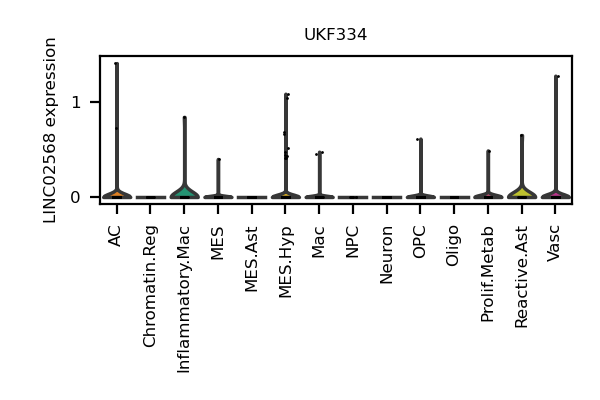 UKF334
LINC02568 expression
1
0
AC
Chromatin.Reg
Inflammatory.Mac
MES
MES.Ast
MES.Hyp
Mac
NPC
Neuron
OPC
Oligo
Prolif.Metab
Reactive.Ast
Vasc